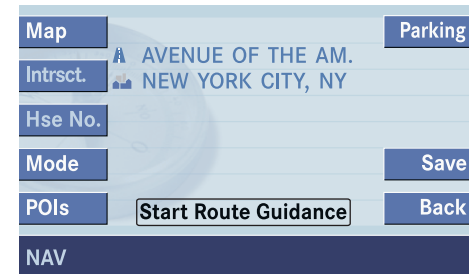 Map
Parking
AVENUE OF THE AM.
Intrsct.
NEW YORK CITY, NY
Hse No.
Mode
Save
POIs
Start Route Guidance
Back
NAV